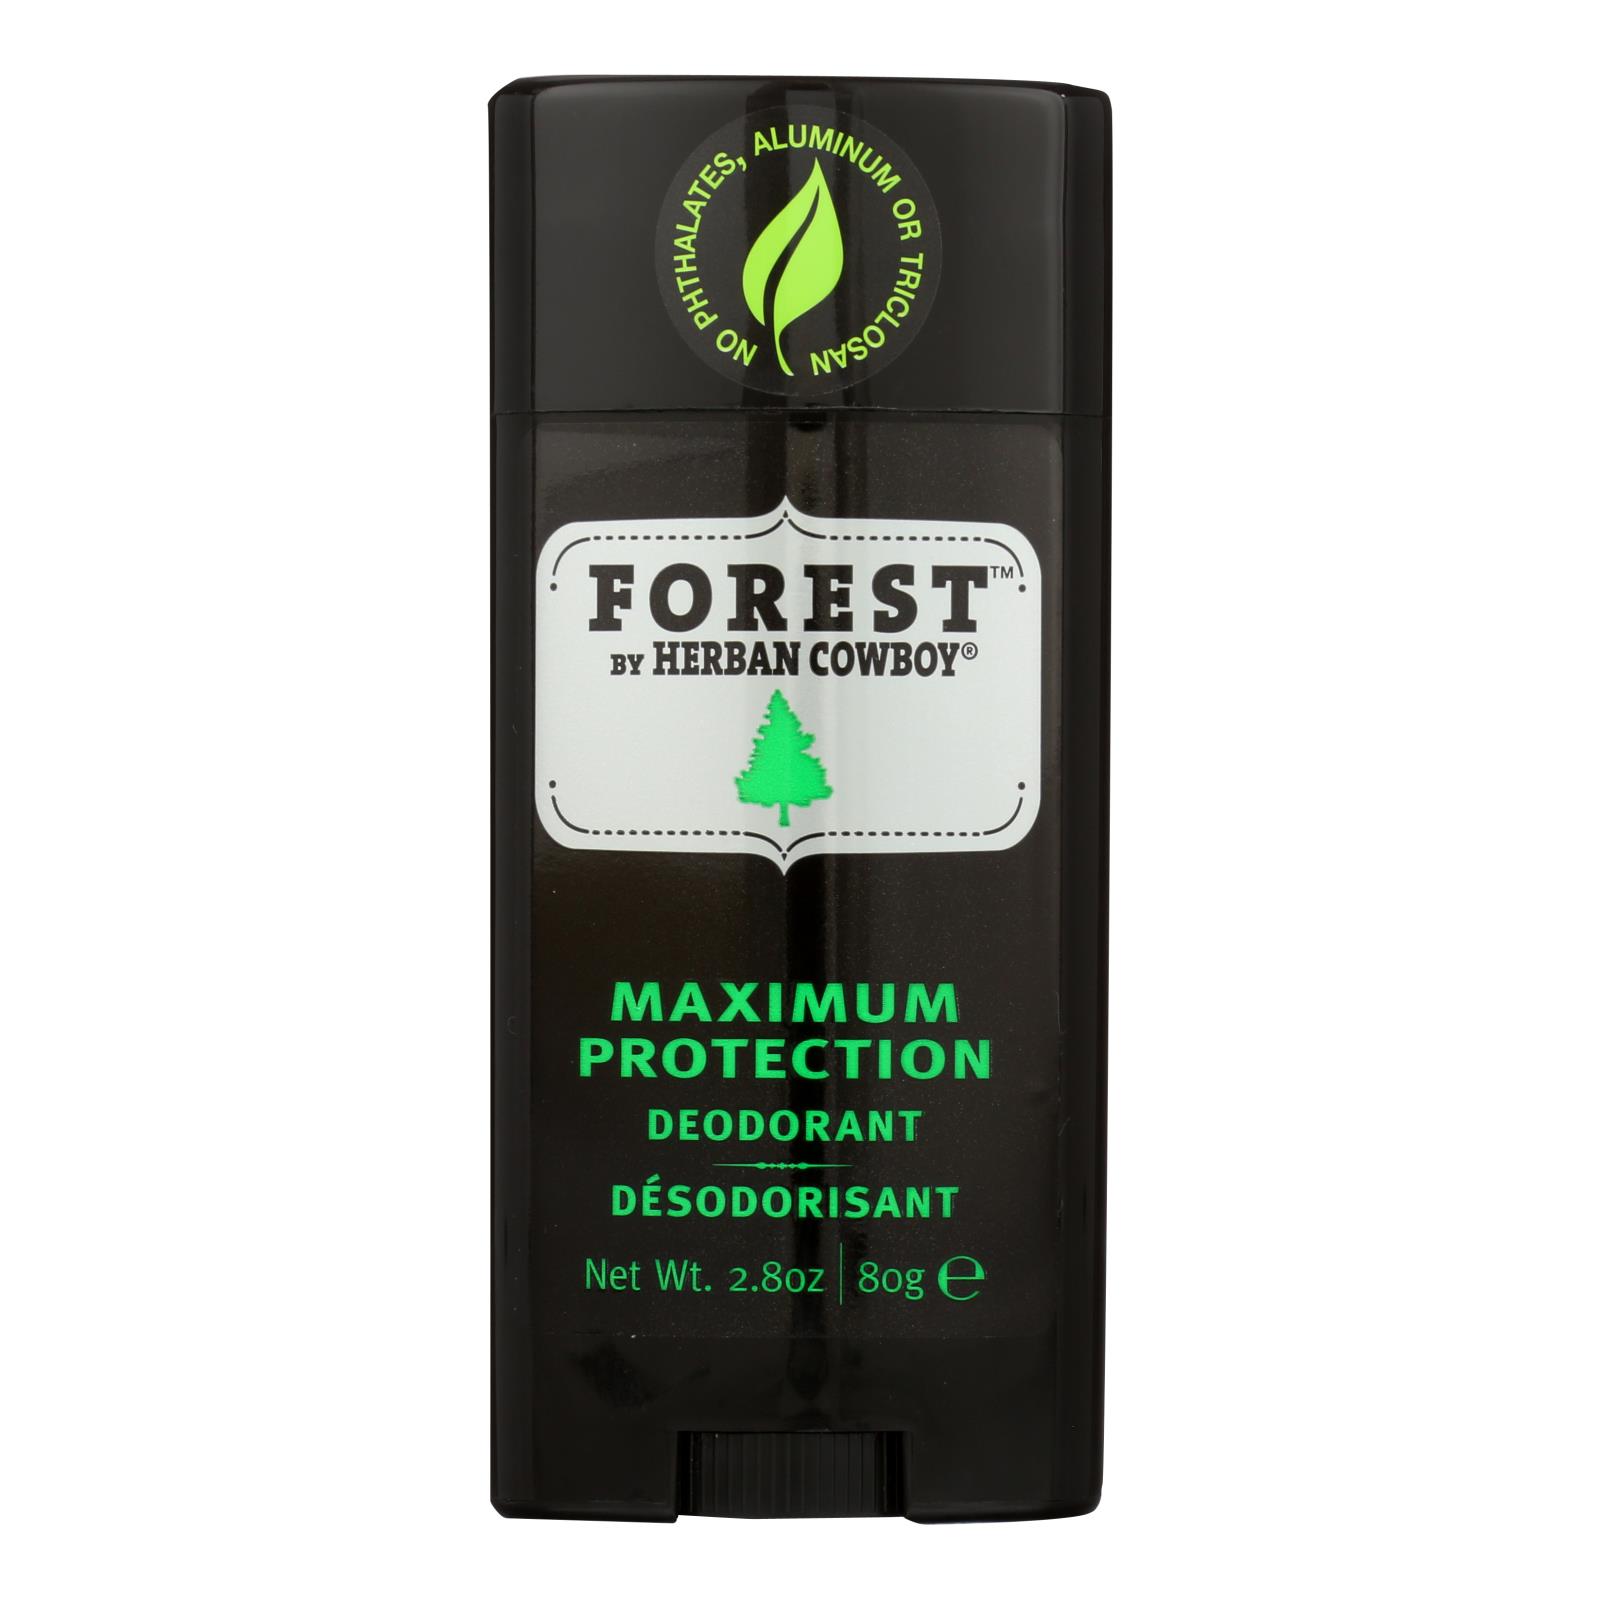 NO PHTHALATES, ALUMINUM OR TRICLOSAN
FOREST™
BY HERBAN COWBOY®
MAXIMUM
PROTECTION
DEODORANT
DÉSODORISANT
Net Wt. 2.8oz | 80g ℮